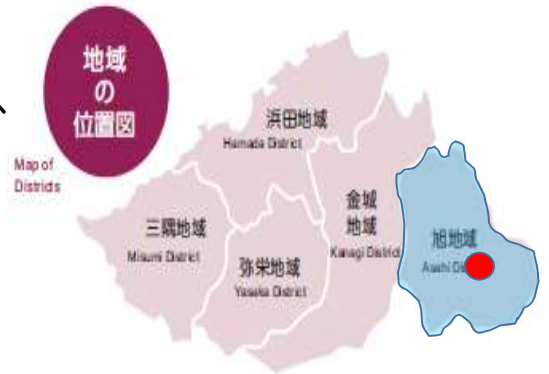 地域
の
位置図
Map of
Districts
浜田地域
Hamada District
三隅地域
Misumi District
弥栄地域
Yasaka District
金城
地域
Kanagi District
旭地域
Asahi